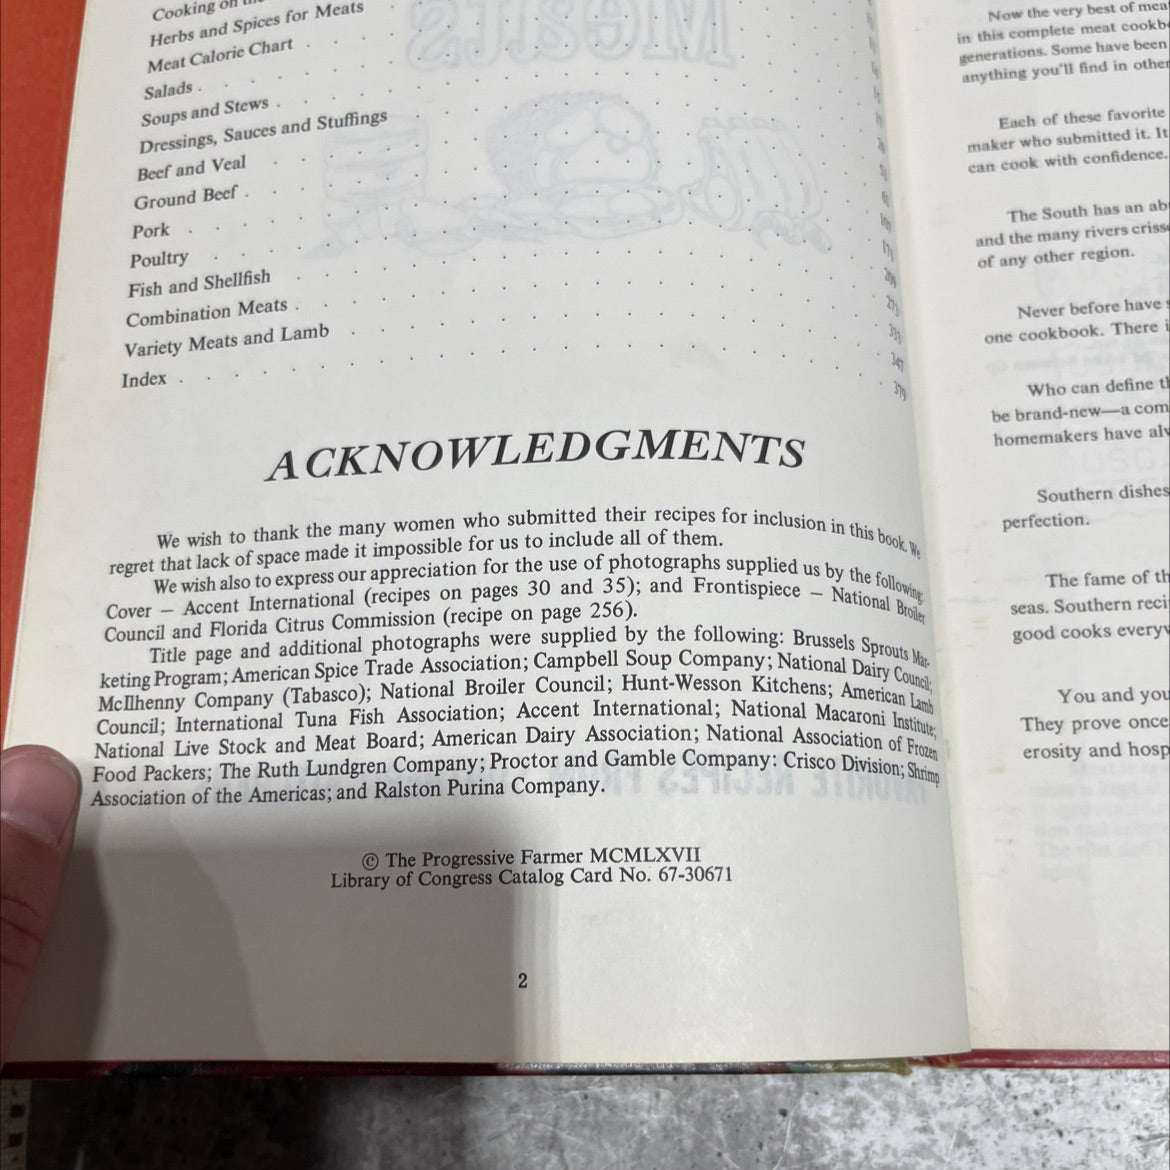 Cooking on
Herbs and Spices for Meats
Meat Calorie Chart
Salads
Soups and Stews
Dressings, Sauces and Stuffings
Beef and Veal
Ground Beef
Pork
Poultry 171
Fish and Shellfish 209
Combination Meats 273
Variety Meats and Lamb 333
347
Index 379
ACKNOWLEDGMENTS
We wish to thank the many women who submitted their recipes for inclusion in this book. We
regret that lack of space made it impossible for us to include all of them.
We wish also to express our appreciation for the use of photographs supplied us by the following:
Cover — Accent International (recipes on pages 30 and 35); and Frontispiece — National Broiler
Council and Florida Citrus Commission (recipe on page 256).
Title page and additional photographs were supplied by the following: Brussels Sprouts Mar-
keting Program; American Spice Trade Association; Campbell Soup Company; National Dairy Council;
McIlhenny Company (Tabasco); National Broiler Council; Hunt-Wesson Kitchens; American Lamb
Council; International Tuna Fish Association; Accent International; National Macaroni Institute;
National Live Stock and Meat Board; American Dairy Association; National Association of Frozen
Food Packers; The Ruth Lundgren Company; Proctor and Gamble Company: Crisco Division; Shrimp
Association of the Americas; and Ralston Purina Company.
© The Progressive Farmer MCMLXVII
Library of Congress Catalog Card No. 67-30671
2
Now the very best of mea
in this complete meat cookb
generations. Some have been
anything you'll find in other
Each of these favorite
maker who submitted it. It
can cook with confidence.
The South has an ab
and the many rivers criss
of any other region.
Never before have s
one cookbook. There i
Who can define th
be brand-new—a com
homemakers have alw
Southern dishes
perfection.
The fame of th
seas. Southern reci
good cooks everyw
You and you
They prove once
erosity and hosp